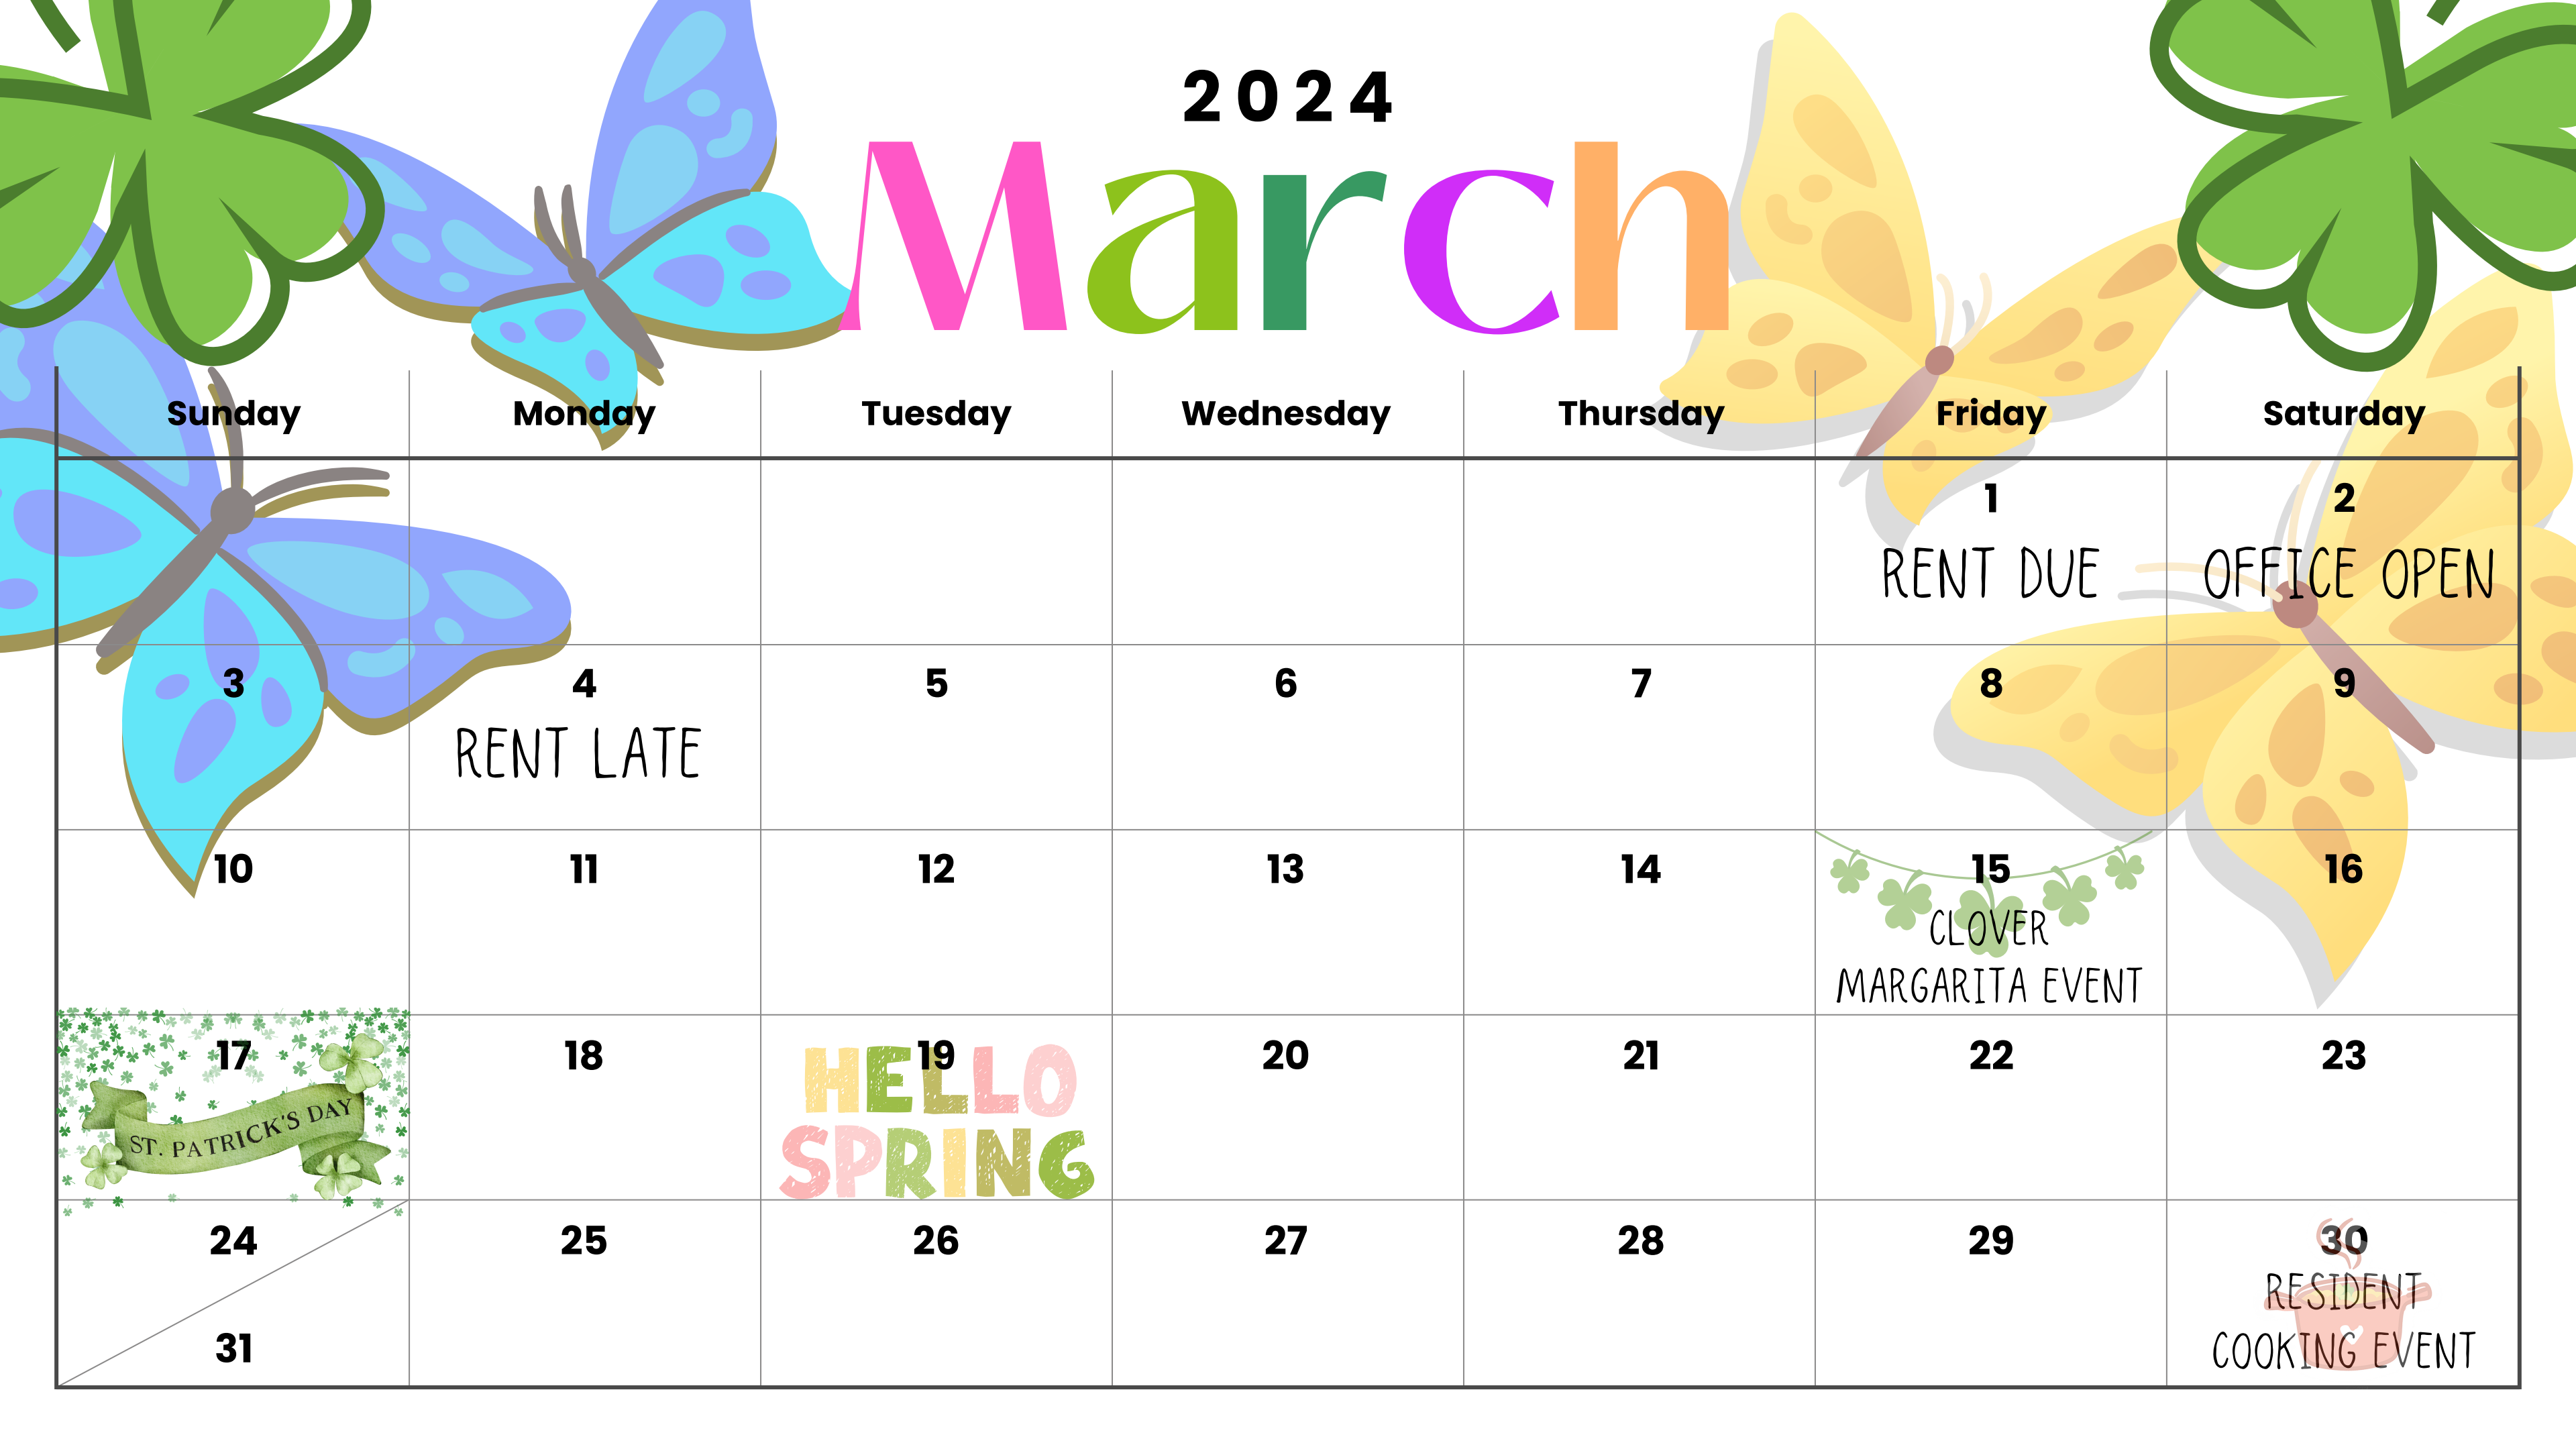 2024
March
Sunday Monday Tuesday Wednesday Thursday Friday Saturday
1 2
RENT DUE OFFICE OPEN
3 4 5 6 7 8 9
RENT LATE
10 11 12 13 14 15 16
CLOVER
MARGARITA EVENT
17 18 19 20 21 22 23
ST. PATRICK'S DAY
HELLO
SPRING
24 25 26 27 28 29 30
RESIDENT
COOKING EVENT
31